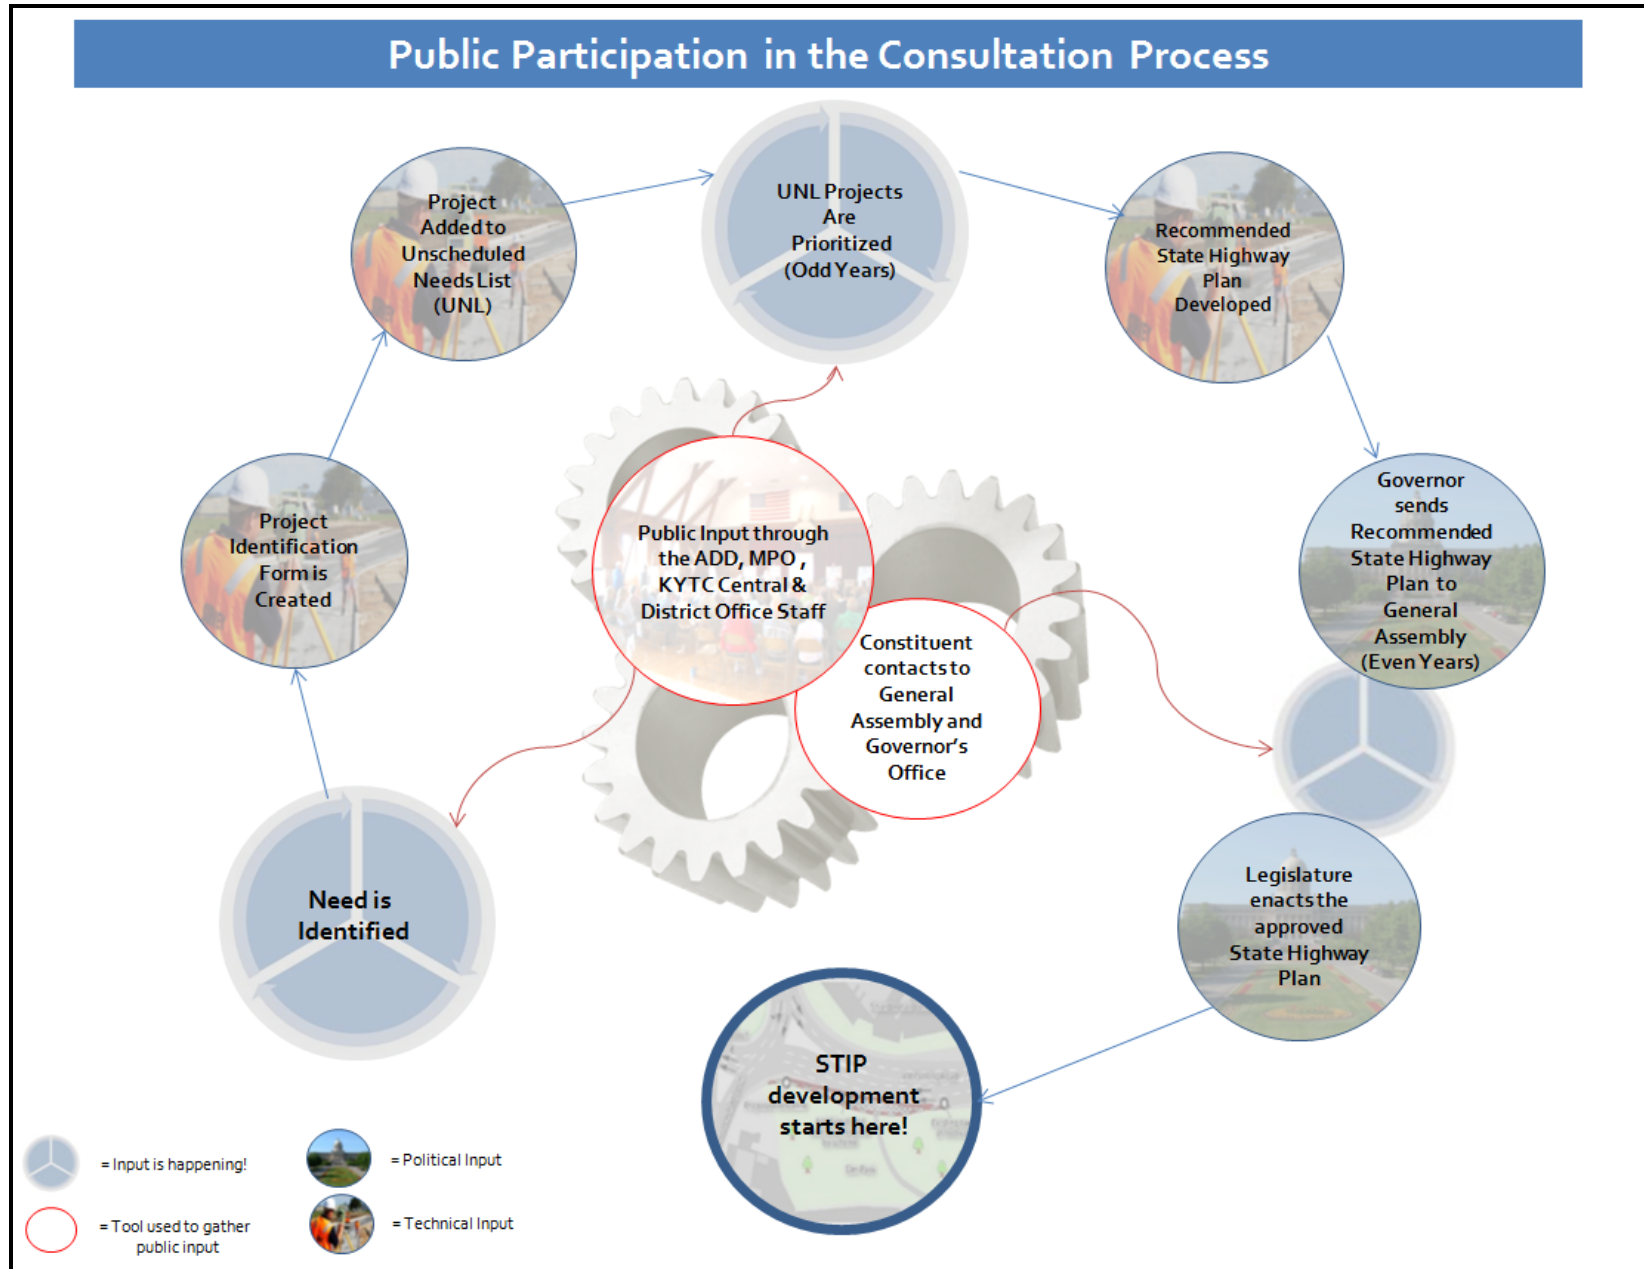 Public Participation in the Consultation Process
Project
Added to
Unscheduled
Needs List
(UNL)
UNL Projects
Are
Prioritized
(Odd Years)
Recommended
State Highway
Plan
Developed
Project
Identification
Form is
Created
Public Input through
the ADD, MPO ,
KYTC Central &
District Office Staff
Governor
sends
Recommended
State Highway
Plan to
General
Assembly
(Even Years)
Constituent
contacts to
General
Assembly and
Governor's
Office
Need is
Identified
Legislature
enacts the
approved
State Highway
Plan
STIP
development
starts here!
= Input is happening!
= Political Input
= Tool used to gather
public input
= Technical Input